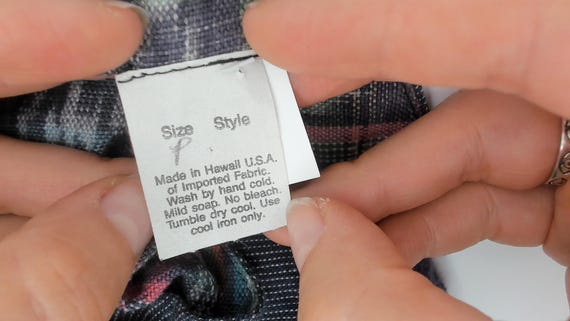 Size Style
P
Made in Hawaii U.S.A.
of Imported Fabric.
Wash by hand cold.
Mild soap. No bleach.
Tumble dry cool. Use
cool iron only.